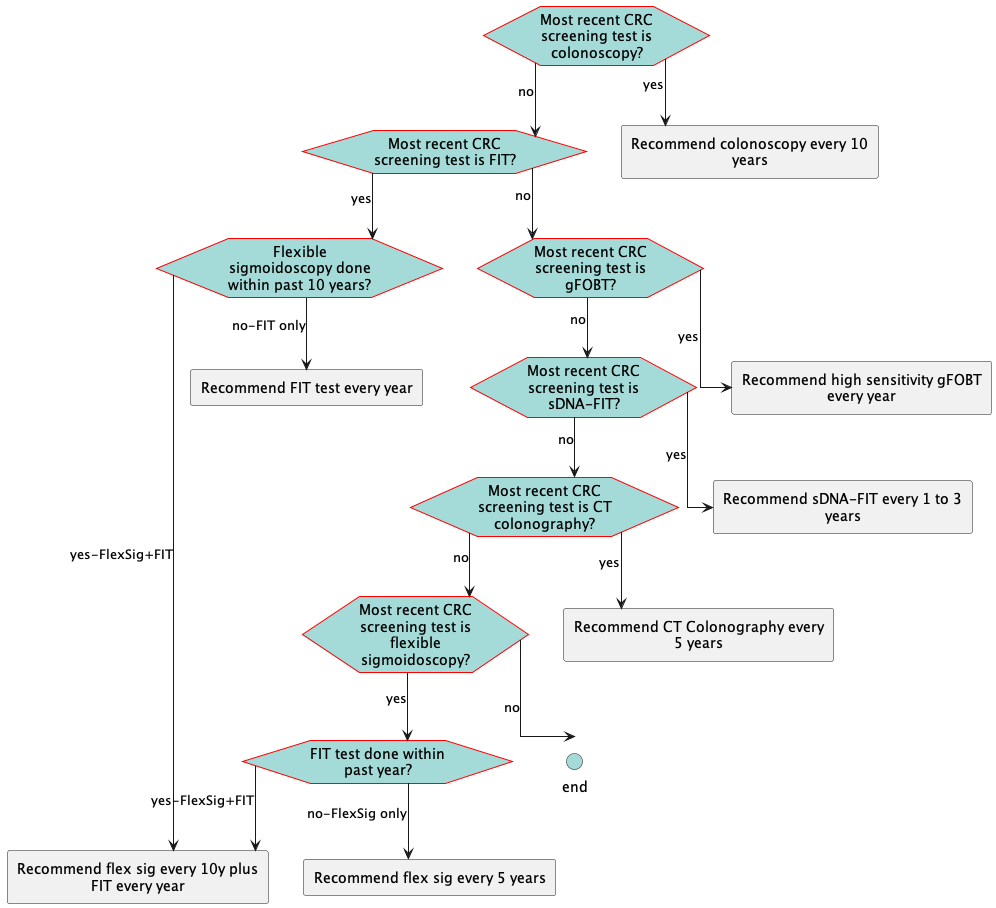 Most recent CRC
screening test is
colonoscopy?
no
yes
Most recent CRC
screening test is FIT?
Recommend colonoscopy every 10
years
yes
no
Flexible
sigmoidoscopy done
within past 10 years?
Most recent CRC
screening test is
gFOBT?
no-FIT only
no
yes
Recommend FIT test every year
Most recent CRC
screening test is
sDNA-FIT?
Recommend high sensitivity gFOBT
every year
no
yes
Most recent CRC
screening test is CT
colonography?
Recommend sDNA-FIT every 1 to 3
years
yes-FlexSig+FIT
no
yes
Most recent CRC
screening test is
flexible
sigmoidoscopy?
Recommend CT Colonography every
5 years
yes
no
FIT test done within
past year?
end
yes-FlexSig+FIT
no-FlexSig only
Recommend flex sig every 10y plus
FIT every year
Recommend flex sig every 5 years